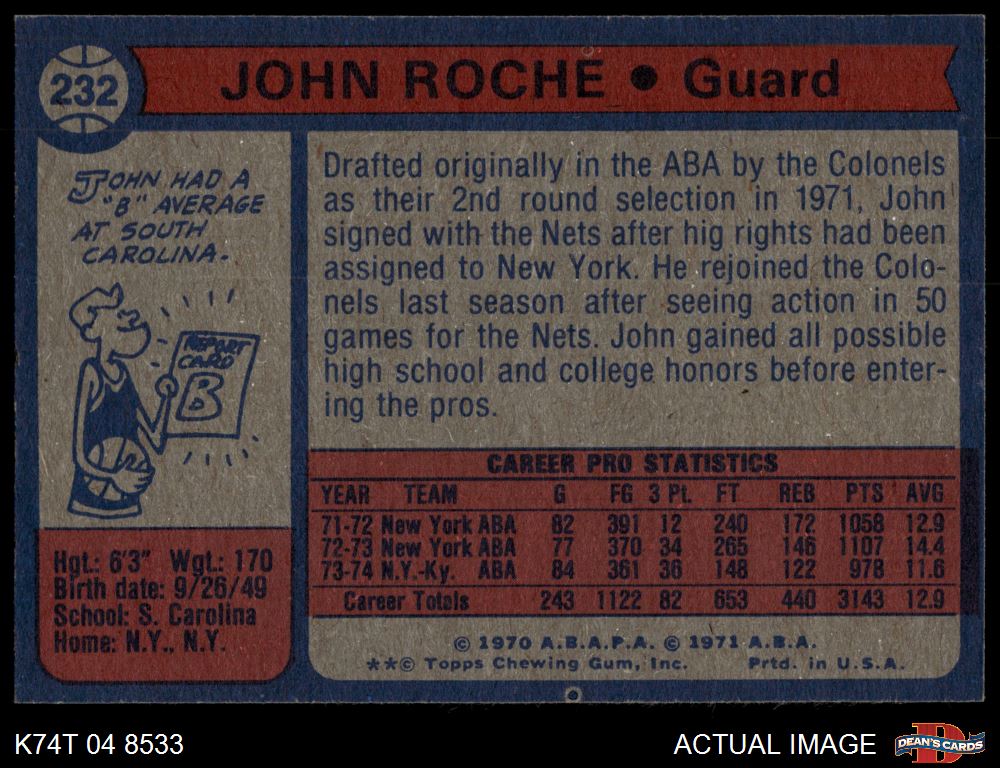 232
JOHN ROCHE • Guard
JOHN HAD A
"B" AVERAGE
AT SOUTH
CAROLINA.
REPORT
CARD
B
Hgt.: 6'3" Wgt.: 170
Birth date: 9/26/49
School: S. Carolina
Home: N.Y., N.Y.
Drafted originally in the ABA by the Colonels
as their 2nd round selection in 1971, John
signed with the Nets after hig rights had been
assigned to New York. He rejoined the Colo-
nels last season after seeing action in 50
games for the Nets. John gained all possible
high school and college honors before enter-
ing the pros.
CAREER PRO STATISTICS
YEAR TEAM G FG 3 Pt. FT REB PTS AVG
71-72 New York ABA 82 391 12 240 172 1058 12.9
72-73 New York ABA 77 370 34 265 146 1107 14.4
73-74 N.Y.-Ky. ABA 84 361 36 148 122 978 11.6
Career Totals 243 1122 82 653 440 3143 12.9
© 1970 A.B.A.P.A. © 1971 A.B.A.
**© Topps Chewing Gum, Inc. Prtd. in U.S.A.
K74T 04 8533
ACTUAL IMAGE
D
DEAN'S CARDS